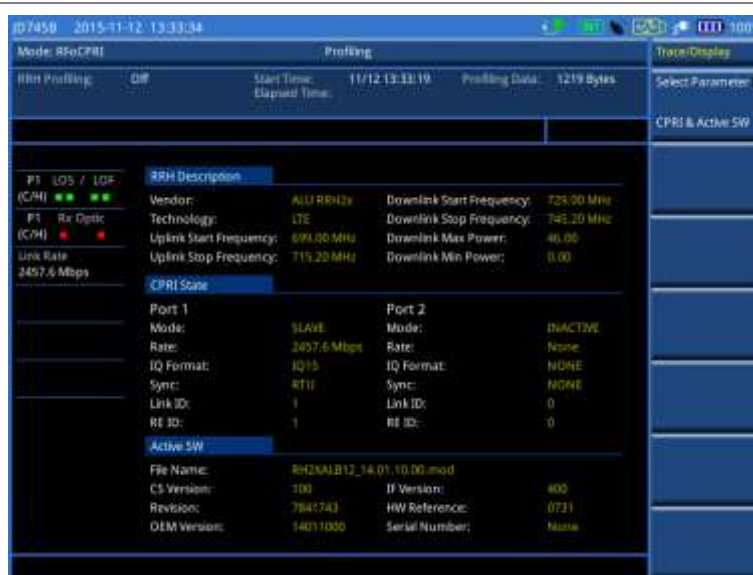 JD745B 2015-11-12 13:33:34
100
Mode: RFoCPRI
Profiling
Trace/Display
RRH Profiling: Off
Start Time: 11/12 13:33:19
Profiling Data: 1219 Bytes
Elapsed Time:
Select Parameter
CPRI & Active SW
P1 LOS / LOF
(C/H)
P1 Rx Optic
(C/H)
Link Rate
2457.6 Mbps
RRH Description
Vendor: ALU RRH2x Downlink Start Frequency: 729.00 MHz
Technology: LTE Downlink Stop Frequency: 745.20 MHz
Uplink Start Frequency: 699.00 MHz Downlink Max Power: 46.00
Uplink Stop Frequency: 715.20 MHz Downlink Min Power: 0.00
CPRI State
Port 1 Port 2
Mode: SLAVE Mode: INACTIVE
Rate: 2457.6 Mbps Rate: None
IQ Format: IQ15 IQ Format: NONE
Sync: RTU Sync: NONE
Link ID: 1 Link ID: 0
RE ID: 1 RE ID: 0
Active SW
File Name: RH2XALB12_14.01.10.00.mod
CS Version: 100 IF Version: 400
Revision: 7841743 HW Reference: 0731
OEM Version: 14011000 Serial Number: None